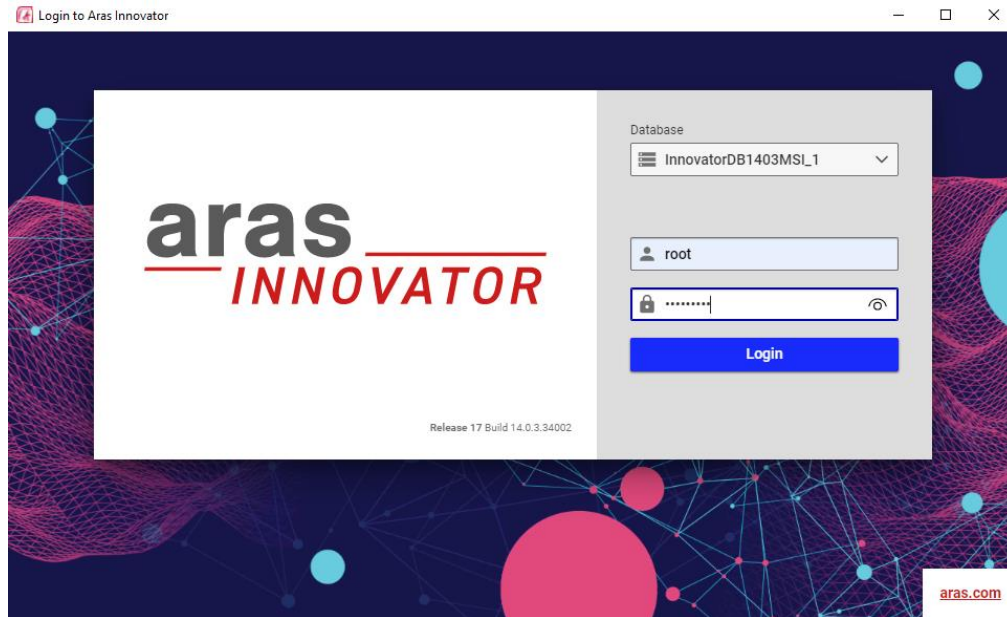 Login to Aras Innovator
Database
InnovatorDB1403MSI_1
aras
INNOVATOR
root
Login
Release 17 Build 14.0.3.34002
aras.com